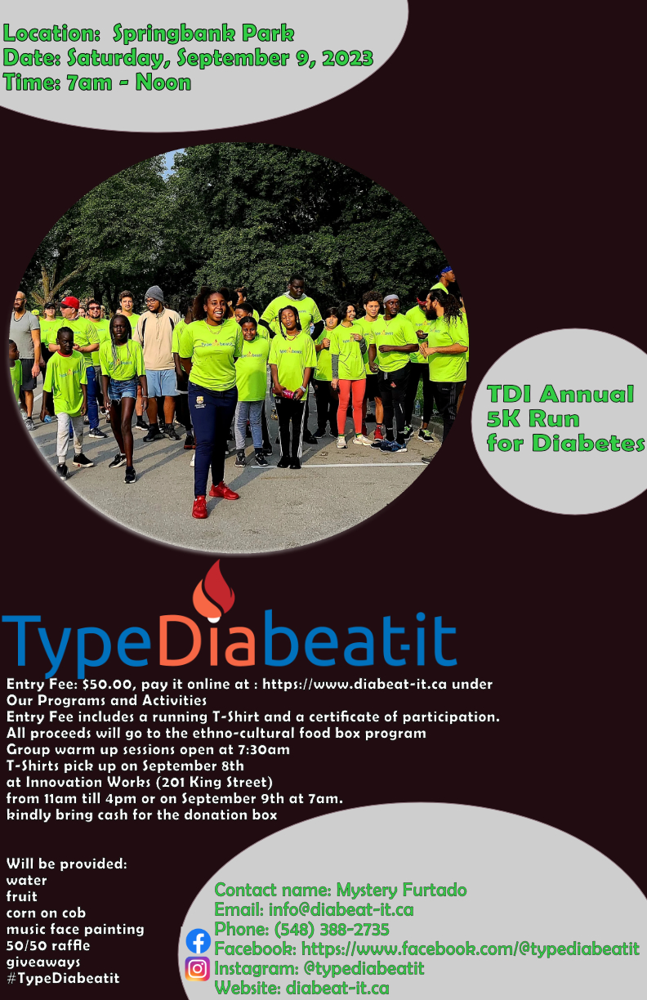 Location:  Springbank Park
Date: Saturday, September 9, 2023
Time: 7am - Noon
TDI Annual
5K Run
for Diabetes
TypeDiabeat-it
Entry Fee: $50.00, pay it online at : https://www.diabeat-it.ca under
Our Programs and Activities
Entry Fee includes a running T-Shirt and a certificate of participation.
All proceeds will go to the ethno-cultural food box program
Group warm up sessions open at 7:30am
T-Shirts pick up on September 8th
at Innovation Works (201 King Street)
from 11am till 4pm or on September 9th at 7am.
kindly bring cash for the donation box
Will be provided:
water
fruit
corn on cob
music face painting
50/50 raffle
giveaways
#TypeDiabeatit
Contact name: Mystery Furtado
Email: info@diabeat-it.ca
Phone: (548) 388-2735
Facebook: https://www.facebook.com/@typediabeatit
Instagram: @typediabeatit
Website: diabeat-it.ca